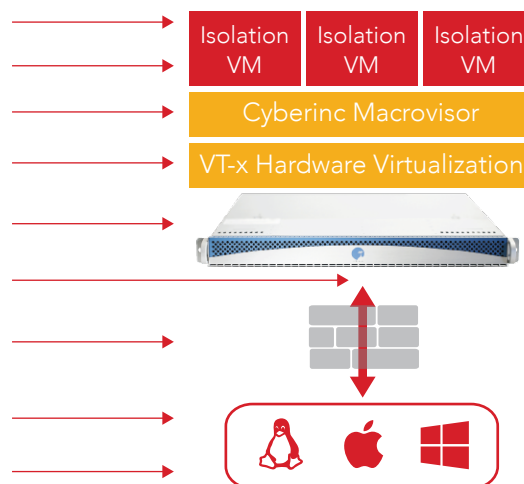 Isolation VM
Isolation VM
Isolation VM
Cyberinc Macrovisor
VT-x Hardware Virtualization